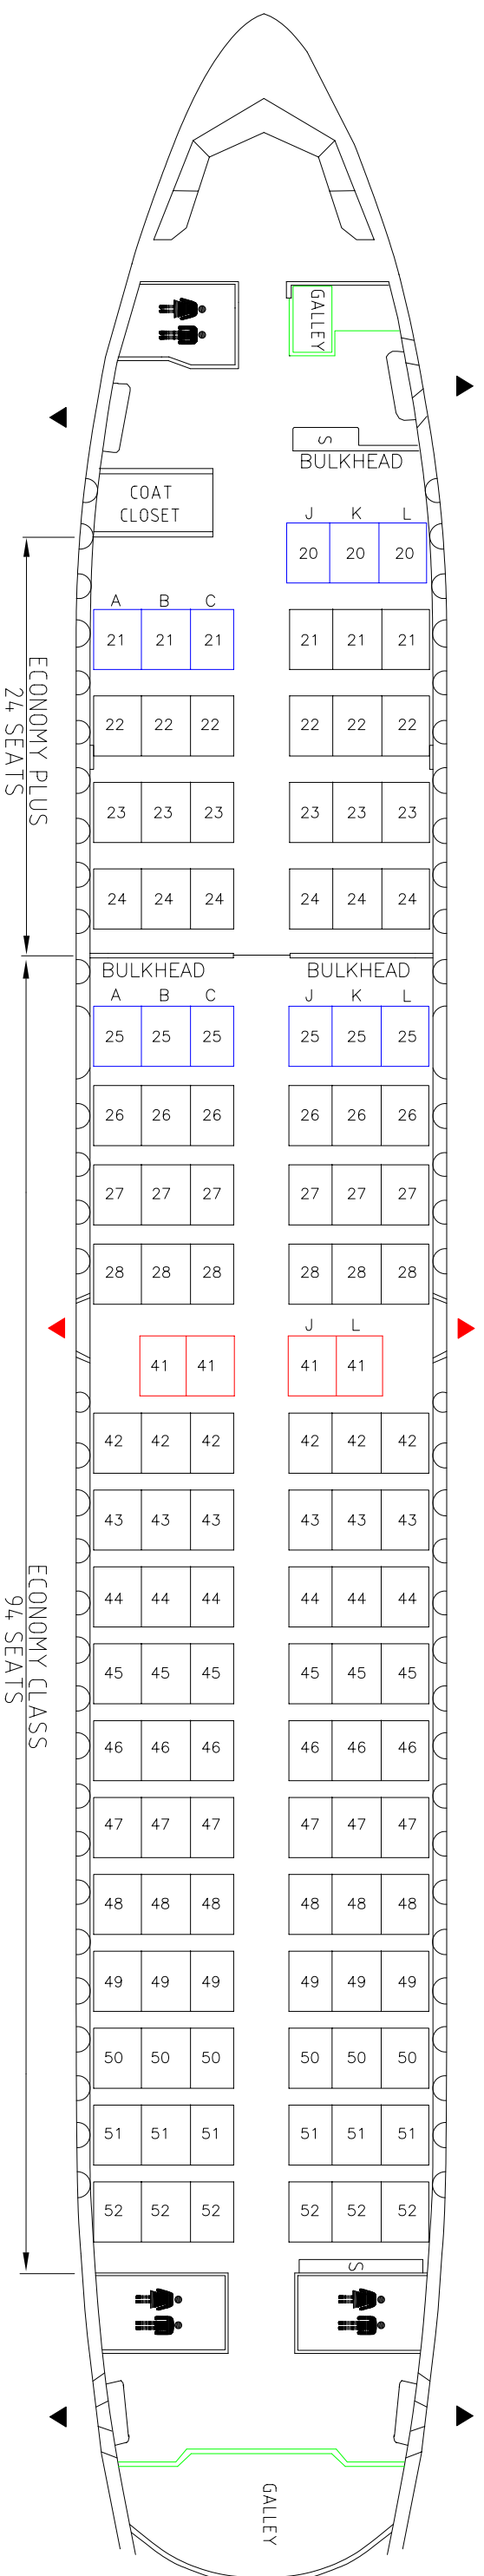 GALLEY
S
BULKHEAD
COAT
CLOSET
J K L
20 20 20
A B C
21 21 21 21 21 21
ECONOMY PLUS
24 SEATS
22 22 22 22 22 22
23 23 23 23 23 23
24 24 24 24 24 24
BULKHEAD BULKHEAD
A B C J K L
25 25 25 25 25 25
26 26 26 26 26 26
27 27 27 27 27 27
28 28 28 28 28 28
J L
41 41 41 41
42 42 42 42 42 42
43 43 43 43 43 43
44 44 44 44 44 44
ECONOMY CLASS
94 SEATS
45 45 45 45 45 45
46 46 46 46 46 46
47 47 47 47 47 47
48 48 48 48 48 48
49 49 49 49 49 49
50 50 50 50 50 50
51 51 51 51 51 51
52 52 52 52 52 52
S
GALLEY